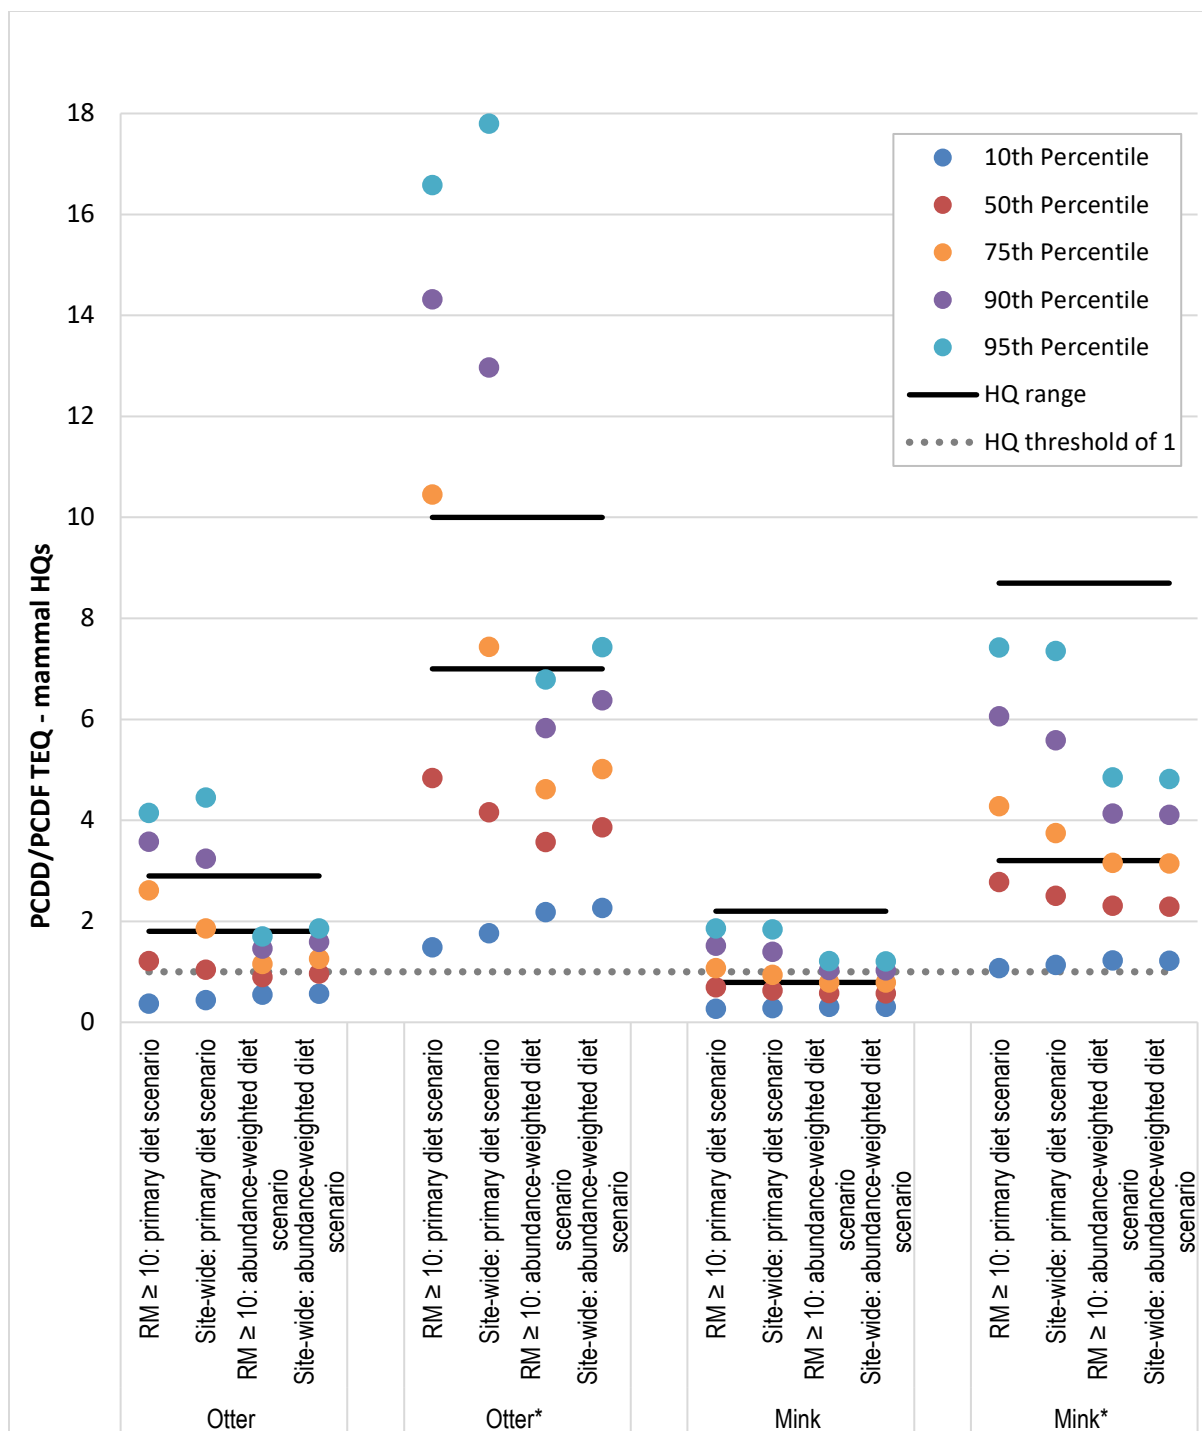 PCDD/PCDF TEQ - mammal HQs
18
16
14
12
10
8
6
4
2
0
10th Percentile
50th Percentile
75th Percentile
90th Percentile
95th Percentile
HQ range
HQ threshold of 1
RM ≥ 10: primary diet scenario
Site-wide: primary diet scenario
RM ≥ 10: abundance-weighted diet
scenario
Site-wide: abundance-weighted diet
scenario
RM ≥ 10: primary diet scenario
Site-wide: primary diet scenario
RM ≥ 10: abundance-weighted diet
scenario
Site-wide: abundance-weighted diet
scenario
RM ≥ 10: primary diet scenario
Site-wide: primary diet scenario
RM ≥ 10: abundance-weighted diet
scenario
Site-wide: abundance-weighted diet
scenario
RM ≥ 10: primary diet scenario
Site-wide: primary diet scenario
RM ≥ 10: abundance-weighted diet
scenario
Site-wide: abundance-weighted diet
scenario
Otter
Otter*
Mink
Mink*